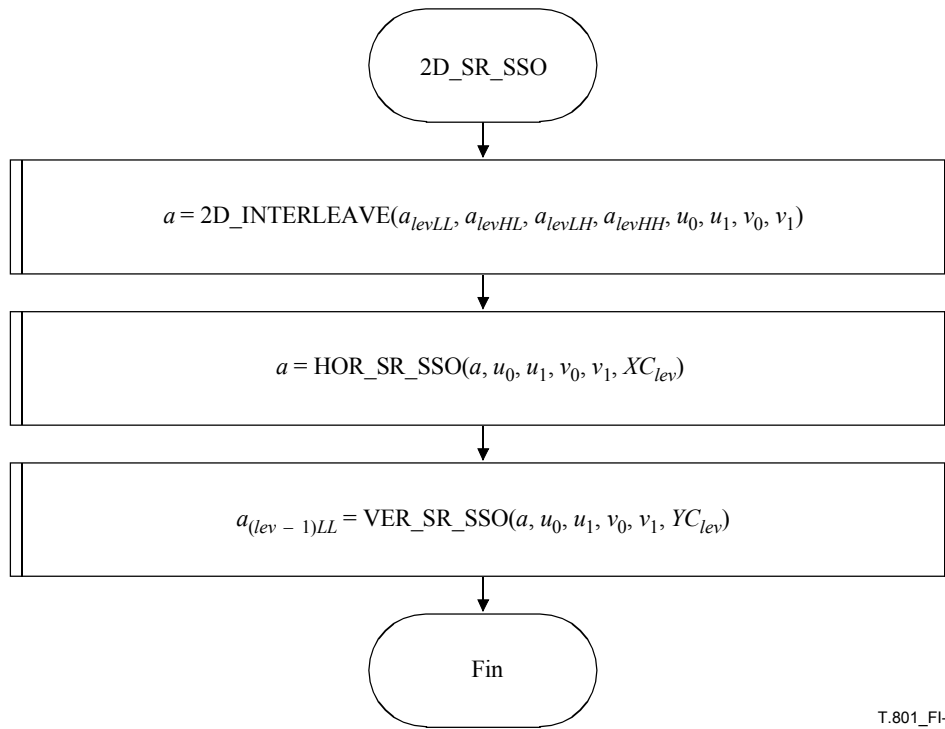 2D_SR_SSO
a = 2D_INTERLEAVE(a_levLL, a_levHL, a_levLH, a_levHH, u_0, u_1, v_0, v_1)
a = HOR_SR_SSO(a, u_0, u_1, v_0, v_1, XC_lev)
a_(lev – 1)LL = VER_SR_SSO(a, u_0, u_1, v_0, v_1, YC_lev)
Fin
T.801_FI-